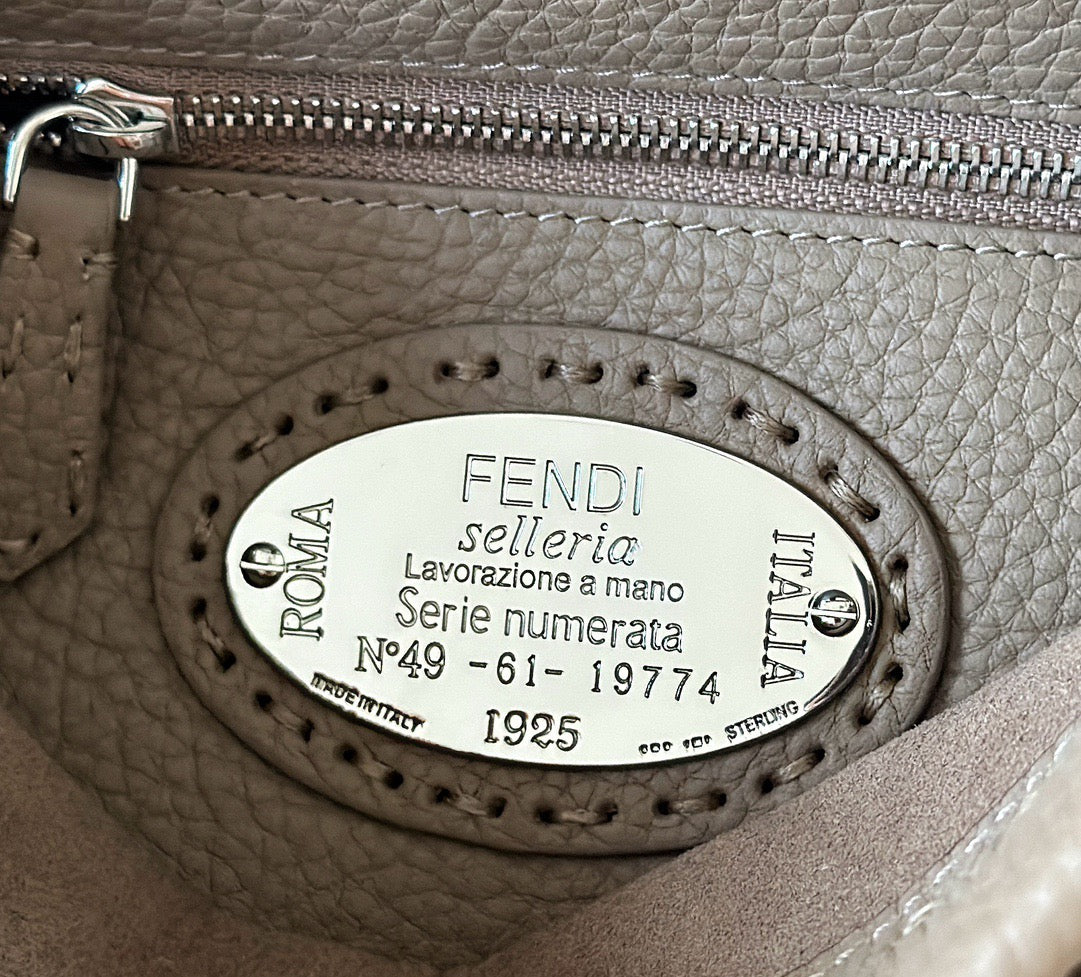 FENDI
selleria
Lavorazione a mano
Serie numerata
N°49 -61- 19774
1925
ROMA
ITALIA
MADE IN ITALY
STERLING